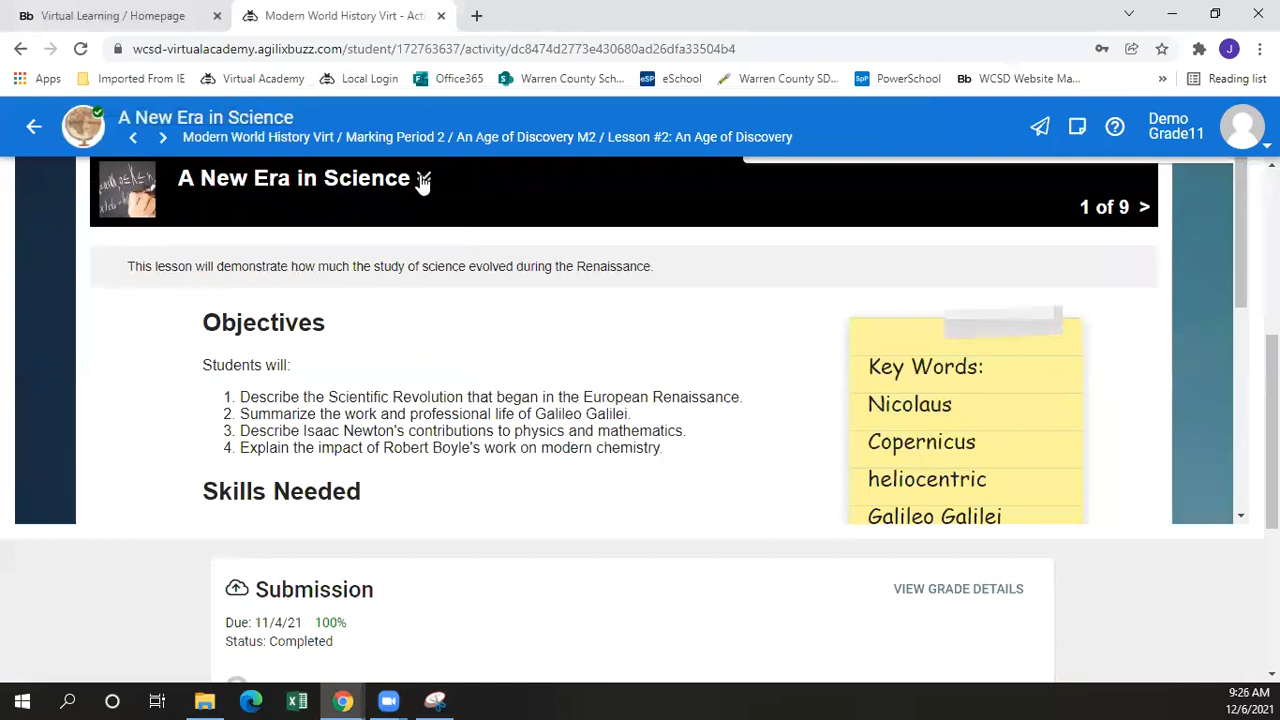 Bb Virtual Learning / Homepage
Modern World History Virt - Act
wcsd-virtualacademy.agilixbuzz.com/student/172763637/activity/dc8474d2773e430680ad26dfa33504b4
J
Apps
Imported From IE
Virtual Academy
Local Login
Office365
Warren County Sch...
eSP eSchool
Warren County SD...
SpP PowerSchool
Bb WCSD Website Ma...
»
Reading list
A New Era in Science
Modern World History Virt / Marking Period 2 / An Age of Discovery M2 / Lesson #2: An Age of Discovery
Demo
Grade11
A New Era in Science
1 of 9 >
This lesson will demonstrate how much the study of science evolved during the Renaissance.
Objectives
Students will:
1. Describe the Scientific Revolution that began in the European Renaissance.
2. Summarize the work and professional life of Galileo Galilei.
3. Describe Isaac Newton's contributions to physics and mathematics.
4. Explain the impact of Robert Boyle's work on modern chemistry.
Skills Needed
Key Words:
Nicolaus
Copernicus
heliocentric
Galileo Galilei
Submission
VIEW GRADE DETAILS
Due: 11/4/21 100%
Status: Completed
9:26 AM
12/6/2021